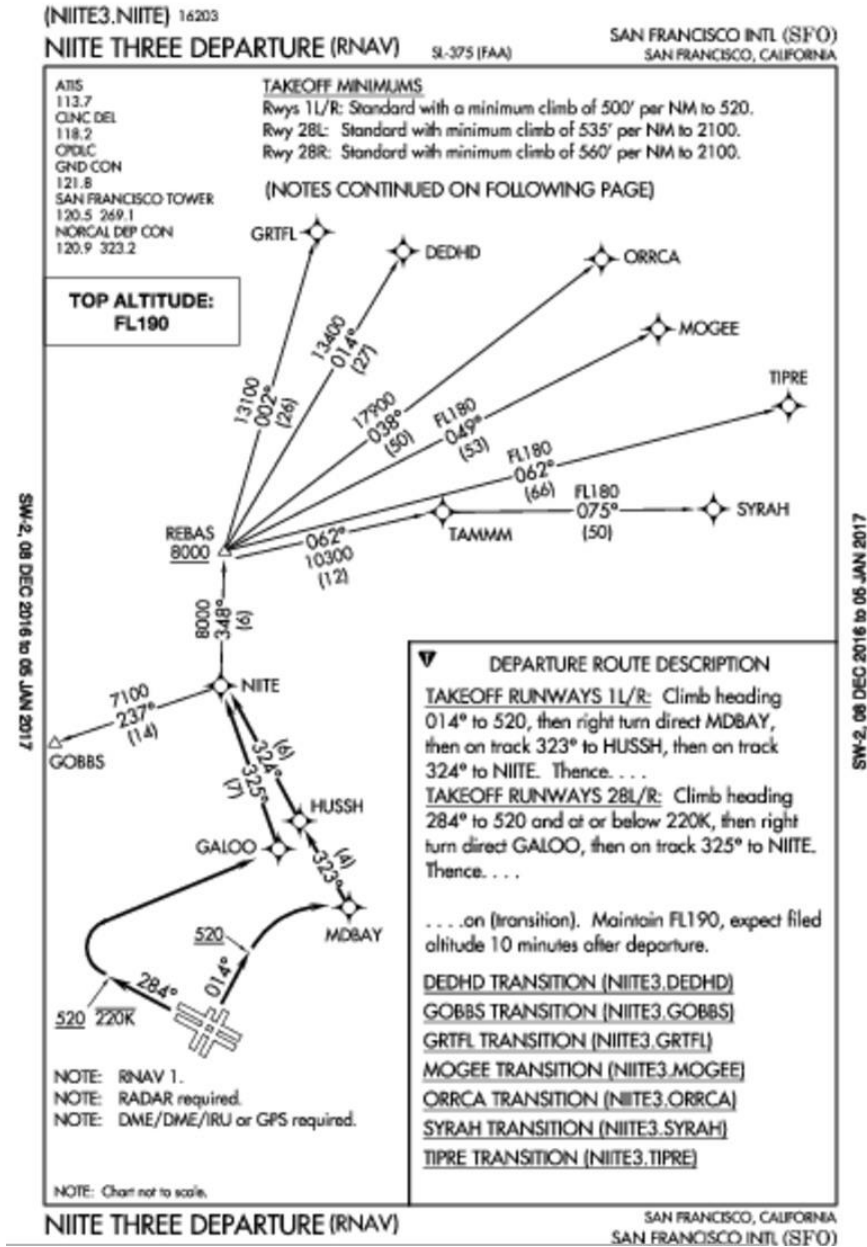 (NIITE3.NIITE) 16203
NIITE THREE DEPARTURE (RNAV)
SL-375 (FAA)
SAN FRANCISCO INTL (SFO)
SAN FRANCISCO, CALIFORNIA
ATIS
113.7
CLNC DEL
118.2
CPDLC
GND CON
121.8
SAN FRANCISCO TOWER
120.5 269.1
NORCAL DEP CON
120.9 323.2
TAKEOFF MINIMUMS
Rwys 1L/R: Standard with a minimum climb of 500' per NM to 520.
Rwy 28L: Standard with minimum climb of 535' per NM to 2100.
Rwy 28R: Standard with minimum climb of 560' per NM to 2100.
(NOTES CONTINUED ON FOLLOWING PAGE)
TOP ALTITUDE:
FL190
GRTFL
DEDHD
ORRCA
MOGEE
TIPRE
13100
002°
(26)
13400
014°
(27)
17900
038°
(50)
FL180
049°
(53)
FL180
062°
(66)
FL180
075°
(50)
SYRAH
TAMMM
REBAS
8000
062°
10300
(12)
8000
348°
(6)
NIITE
7100
237°
(14)
GOBBS
(6)
324°
325°
(7)
HUSSH
GALOO
(4)
323°
MDBAY
520
014°
284°
520 220K
NOTE: RNAV 1.
NOTE: RADAR required.
NOTE: DME/DME/IRU or GPS required.
NOTE: Chart not to scale.
T
DEPARTURE ROUTE DESCRIPTION
TAKEOFF RUNWAYS 1L/R: Climb heading
014° to 520, then right turn direct MDBAY,
then on track 323° to HUSSH, then on track
324° to NIITE. Thence. . . .
TAKEOFF RUNWAYS 28L/R: Climb heading
284° to 520 and at or below 220K, then right
turn direct GALOO, then on track 325° to NIITE.
Thence. . . .
. . . .on (transition). Maintain FL190, expect filed
altitude 10 minutes after departure.
DEDHD TRANSITION (NIITE3.DEDHD)
GOBBS TRANSITION (NIITE3.GOBBS)
GRTFL TRANSITION (NIITE3.GRTFL)
MOGEE TRANSITION (NIITE3.MOGEE)
ORRCA TRANSITION (NIITE3.ORRCA)
SYRAH TRANSITION (NIITE3.SYRAH)
TIPRE TRANSITION (NIITE3.TIPRE)
SW-2, 08 DEC 2016 to 05 JAN 2017
SW-2, 08 DEC 2016 to 05 JAN 2017
NIITE THREE DEPARTURE (RNAV)
SAN FRANCISCO, CALIFORNIA
SAN FRANCISCO INTL (SFO)